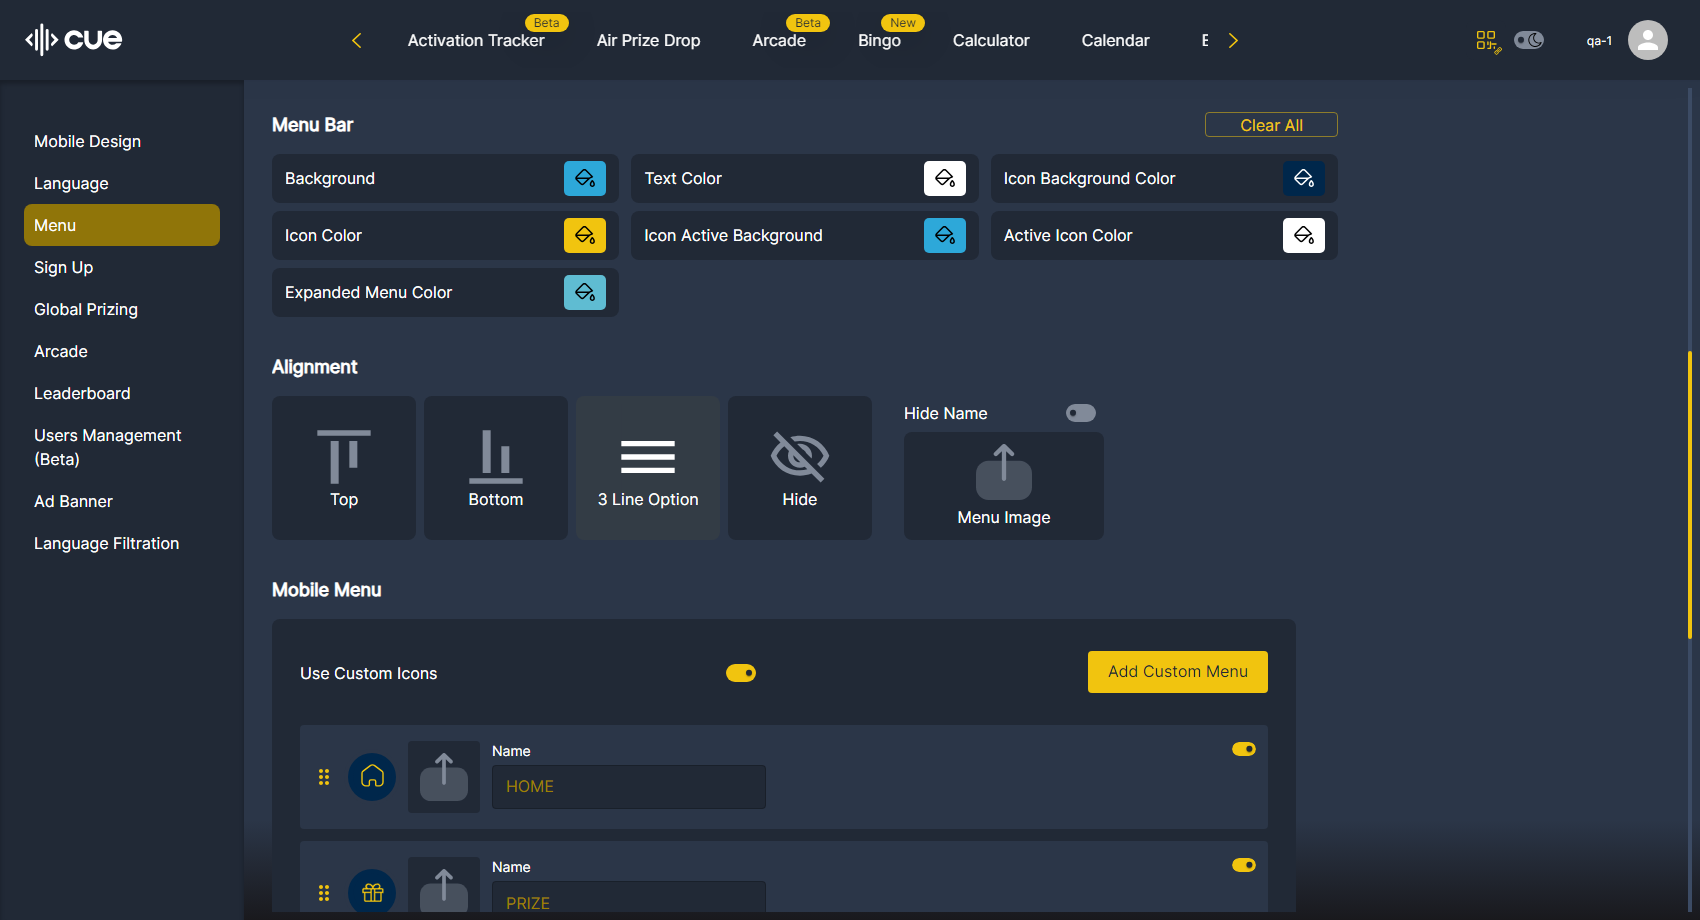 cue
Activation Tracker
Beta
Air Prize Drop
Arcade
Beta
Bingo
New
Calculator
Calendar
qa-1
Mobile Design
Language
Menu
Sign Up
Global Prizing
Arcade
Leaderboard
Users Management
(Beta)
Ad Banner
Language Filtration
Menu Bar
Clear All
Background
Text Color
Icon Background Color
Icon Color
Icon Active Background
Active Icon Color
Expanded Menu Color
Alignment
Top
Bottom
3 Line Option
Hide
Hide Name
Menu Image
Mobile Menu
Use Custom Icons
Add Custom Menu
Name
HOME
Name
PRIZE